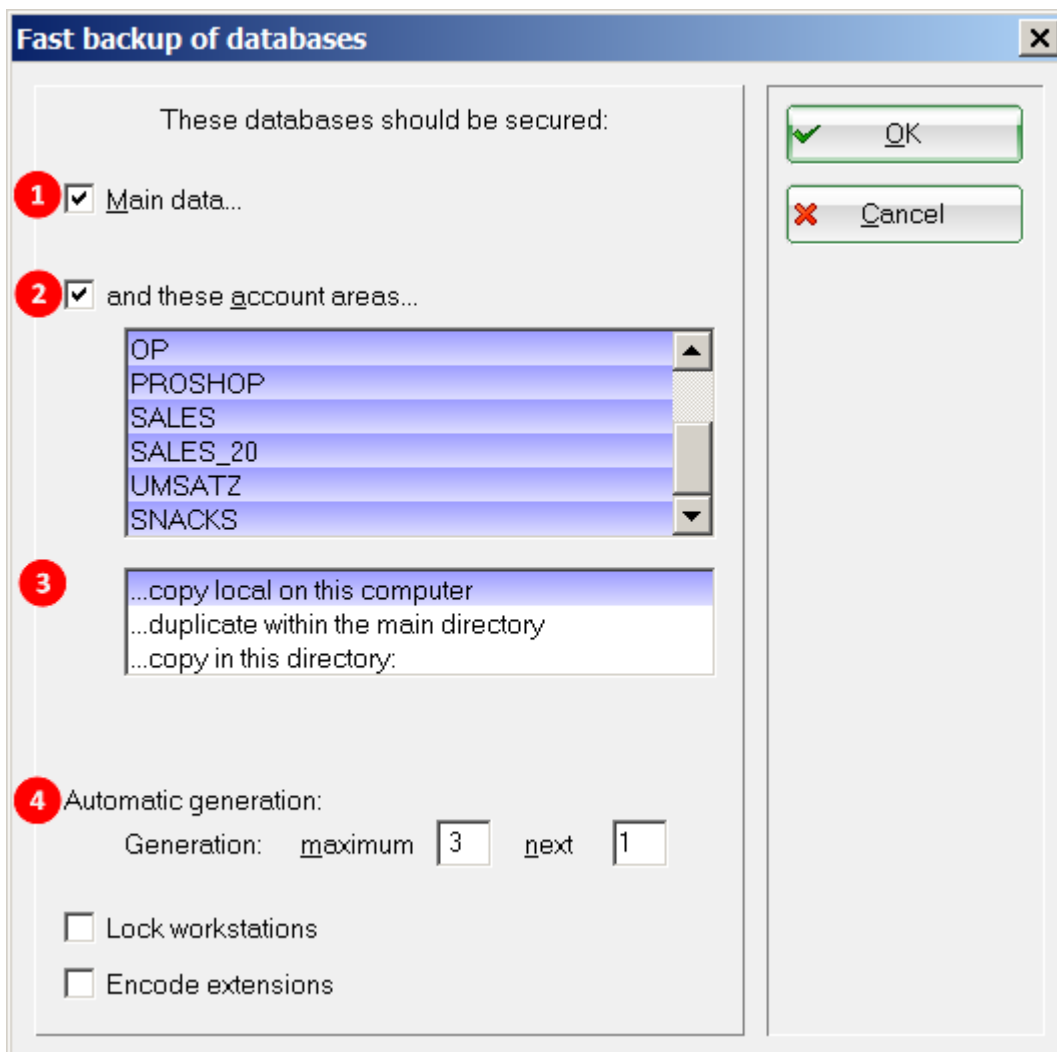 Fast backup of databases
These databases should be secured:
OK
1 Main data...
Cancel
2 and these account areas...
OP
PROSHOP
SALES
SALES_20
UMSATZ
SNACKS
3 ...copy local on this computer
...duplicate within the main directory
...copy in this directory:
4 Automatic generation:
Generation: maximum 3 next 1
Lock workstations
Encode extensions